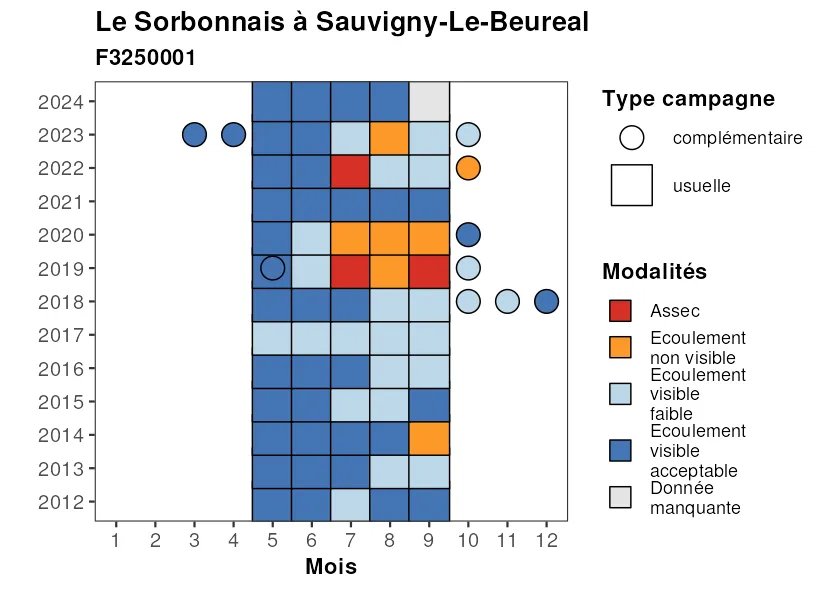 Le Sorbonnais à Sauvigny-Le-Beureal
F3250001
2024
2023
2022
2021
2020
2019
2018
2017
2016
2015
2014
2013
2012
1 2 3 4 5 6 7 8 9 10 11 12
Mois
Type campagne
complémentaire
usuelle
Modalités
Assec
Ecoulement
non visible
Ecoulement
visible
faible
Ecoulement
visible
acceptable
Donnée
manquante